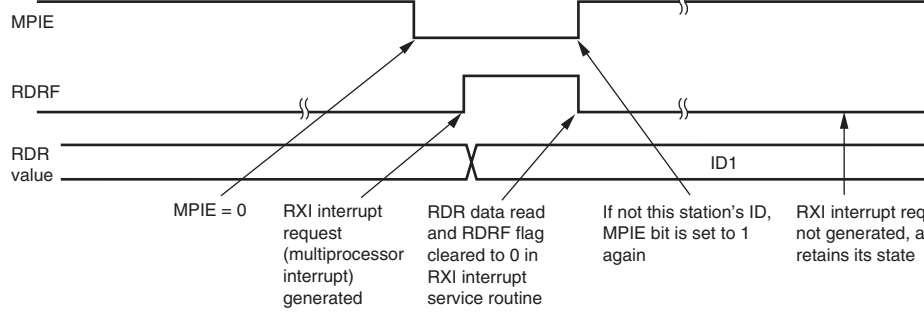 MPIE
RDRF
RDR
value
ID1
MPIE = 0
RXI interrupt
request
(multiprocessor
interrupt)
generated
RDR data read
and RDRF flag
cleared to 0 in
RXI interrupt
service routine
If not this station's ID,
MPIE bit is set to 1
again
RXI interrupt
not generated,
retains its state